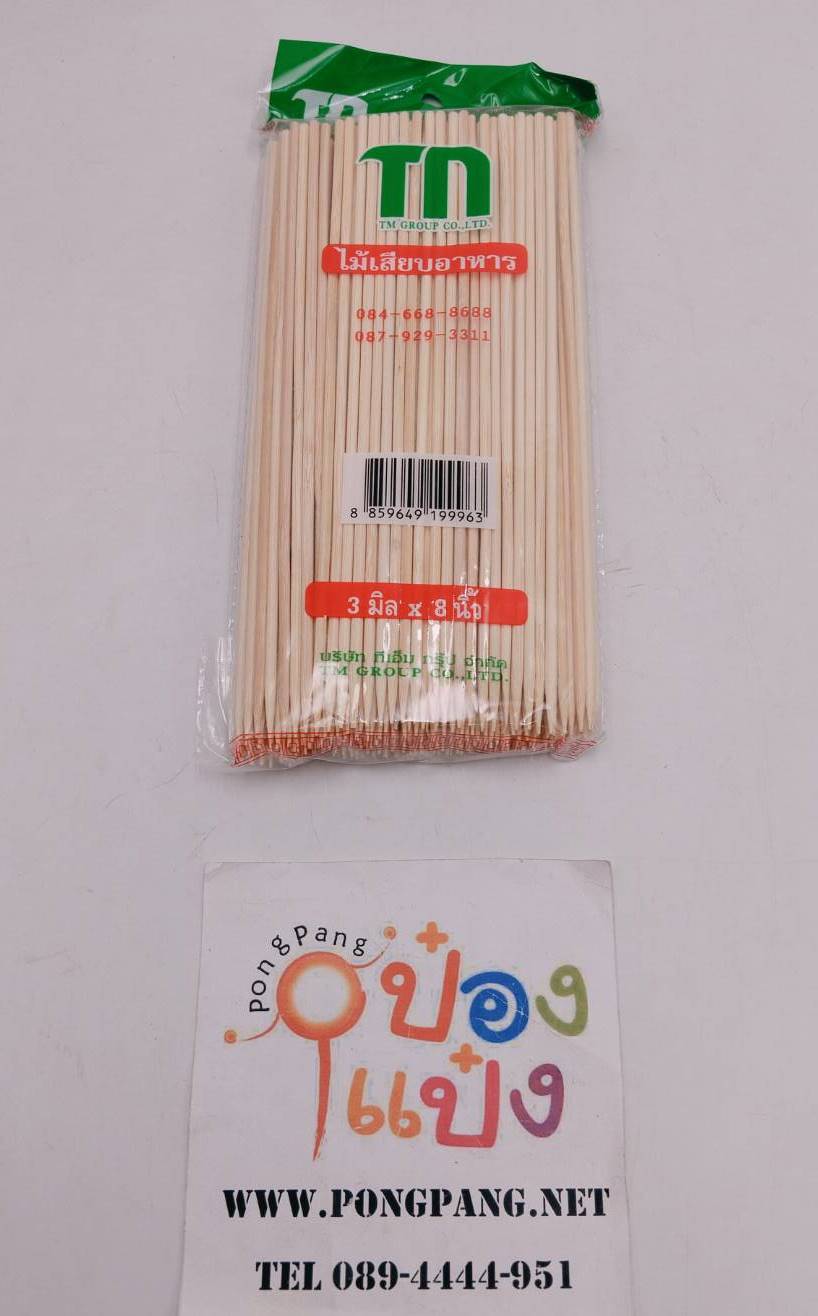 TM
TM GROUP CO.,LTD.
ไม้เสียบอาหาร
084-668-8688
087-929-3311
8 859649 199963
3 มิล x 8 นิ้ว
บริษัท ทีเอ็ม กรุ๊ป จำกัด
TM GROUP CO.,LTD.
PongPang
ป๋อง
แป๋ง
WWW.PONGPANG.NET
TEL 089-4444-951